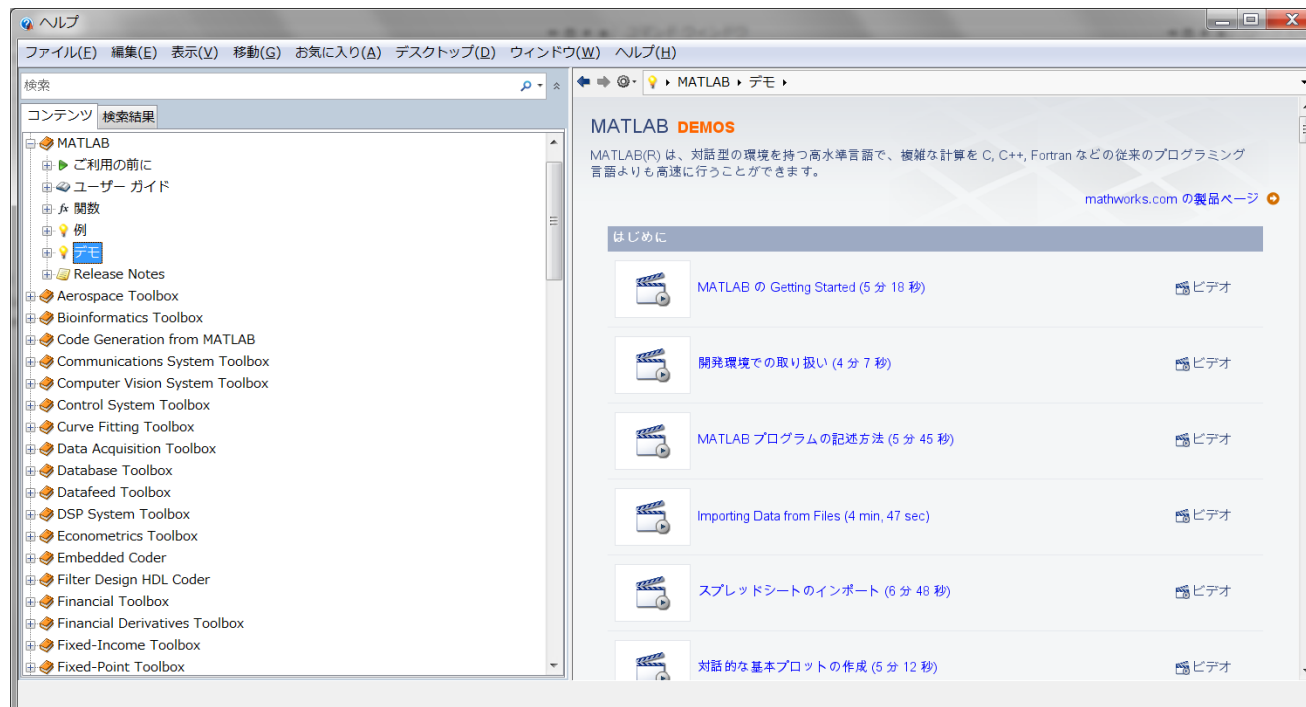 ヘルプ
ファイル(F) 編集(E) 表示(V) 移動(G) お気に入り(A) デスクトップ(D) ウィンドウ(W) ヘルプ(H)
検索
コンテンツ 検索結果
MATLAB
ご利用の前に
ユーザー ガイド
fx 関数
例
デモ
Release Notes
Aerospace Toolbox
Bioinformatics Toolbox
Code Generation from MATLAB
Communications System Toolbox
Computer Vision System Toolbox
Control System Toolbox
Curve Fitting Toolbox
Data Acquisition Toolbox
Database Toolbox
Datafeed Toolbox
DSP System Toolbox
Econometrics Toolbox
Embedded Coder
Filter Design HDL Coder
Financial Toolbox
Financial Derivatives Toolbox
Fixed-Income Toolbox
Fixed-Point Toolbox
MATLAB ▸ デモ ▸
MATLAB DEMOS
MATLAB(R) は、対話型の環境を持つ高水準言語で、複雑な計算を C, C++, Fortran などの従来のプログラミング
言語よりも高速に行うことができます。
mathworks.com の製品ページ
はじめに
MATLAB の Getting Started (5 分 18 秒) ビデオ
開発環境での取り扱い (4 分 7 秒) ビデオ
MATLAB プログラムの記述方法 (5 分 45 秒) ビデオ
Importing Data from Files (4 min, 47 sec) ビデオ
スプレッドシートのインポート (6 分 48 秒) ビデオ
対話的な基本プロットの作成 (5 分 12 秒) ビデオ